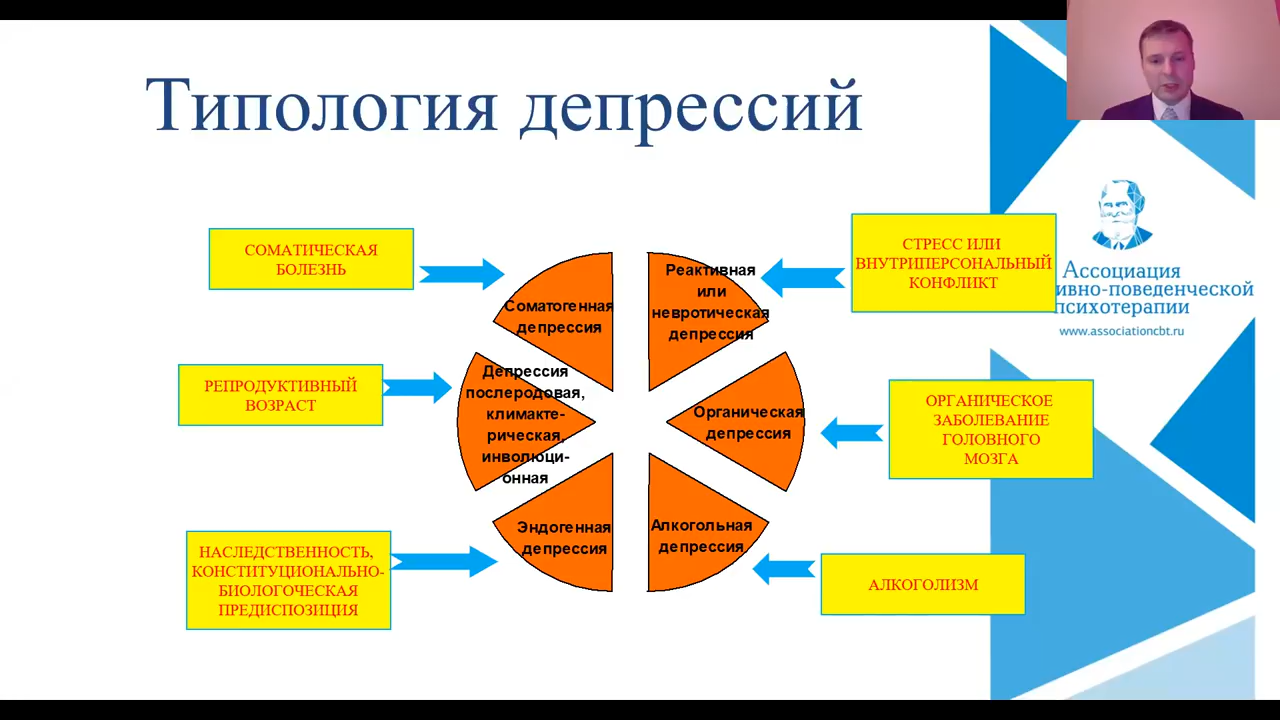 Типология депрессий
СОМАТИЧЕСКАЯ
БОЛЕЗНЬ
Соматогенная
депрессия
Реактивная
или
невротическая
депрессия
СТРЕСС ИЛИ
ВНУТРИПЕРСОНАЛЬНЫЙ
КОНФЛИКТ
Ассоциация
ивно-поведенческой
психотерапии
www.associationcbt.ru
РЕПРОДУКТИВНЫЙ
ВОЗРАСТ
Депрессия
послеродовая,
климакте-
рическая,
инволюци-
онная
Органическая
депрессия
ОРГАНИЧЕСКОЕ
ЗАБОЛЕВАНИЕ
ГОЛОВНОГО
МОЗГА
НАСЛЕДСТВЕННОСТЬ,
КОНСТИТУЦИОНАЛЬНО-
БИОЛОГОЧЕСКАЯ
ПРЕДИСПОЗИЦИЯ
Эндогенная
депрессия
Алкогольная
депрессия
АЛКОГОЛИЗМ